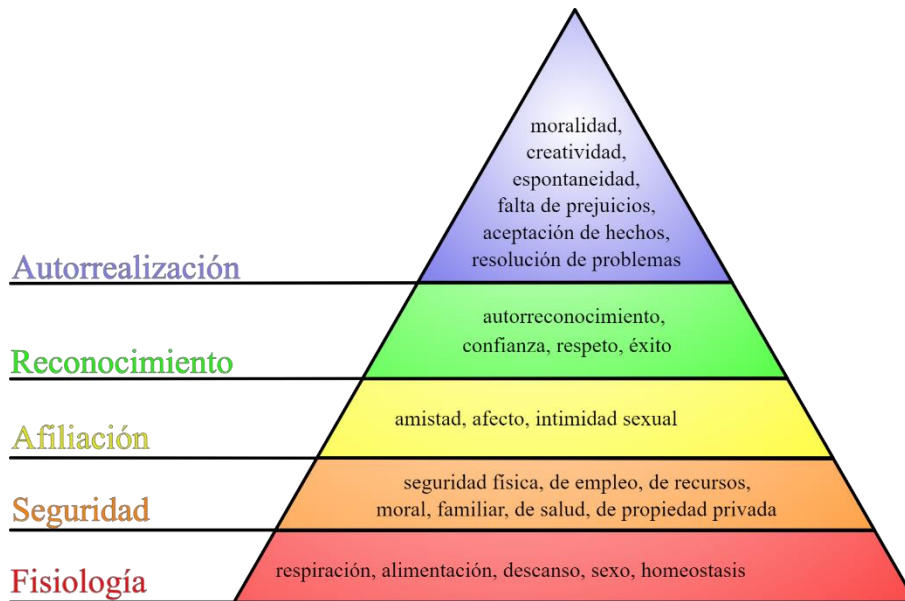 moralidad,
creatividad,
espontaneidad,
falta de prejuicios,
aceptación de hechos,
resolución de problemas
Autorrealización
autorreconocimiento,
confianza, respeto, éxito
Reconocimiento
amistad, afecto, intimidad sexual
Afiliación
seguridad física, de empleo, de recursos,
moral, familiar, de salud, de propiedad privada
Seguridad
respiración, alimentación, descanso, sexo, homeostasis
Fisiología